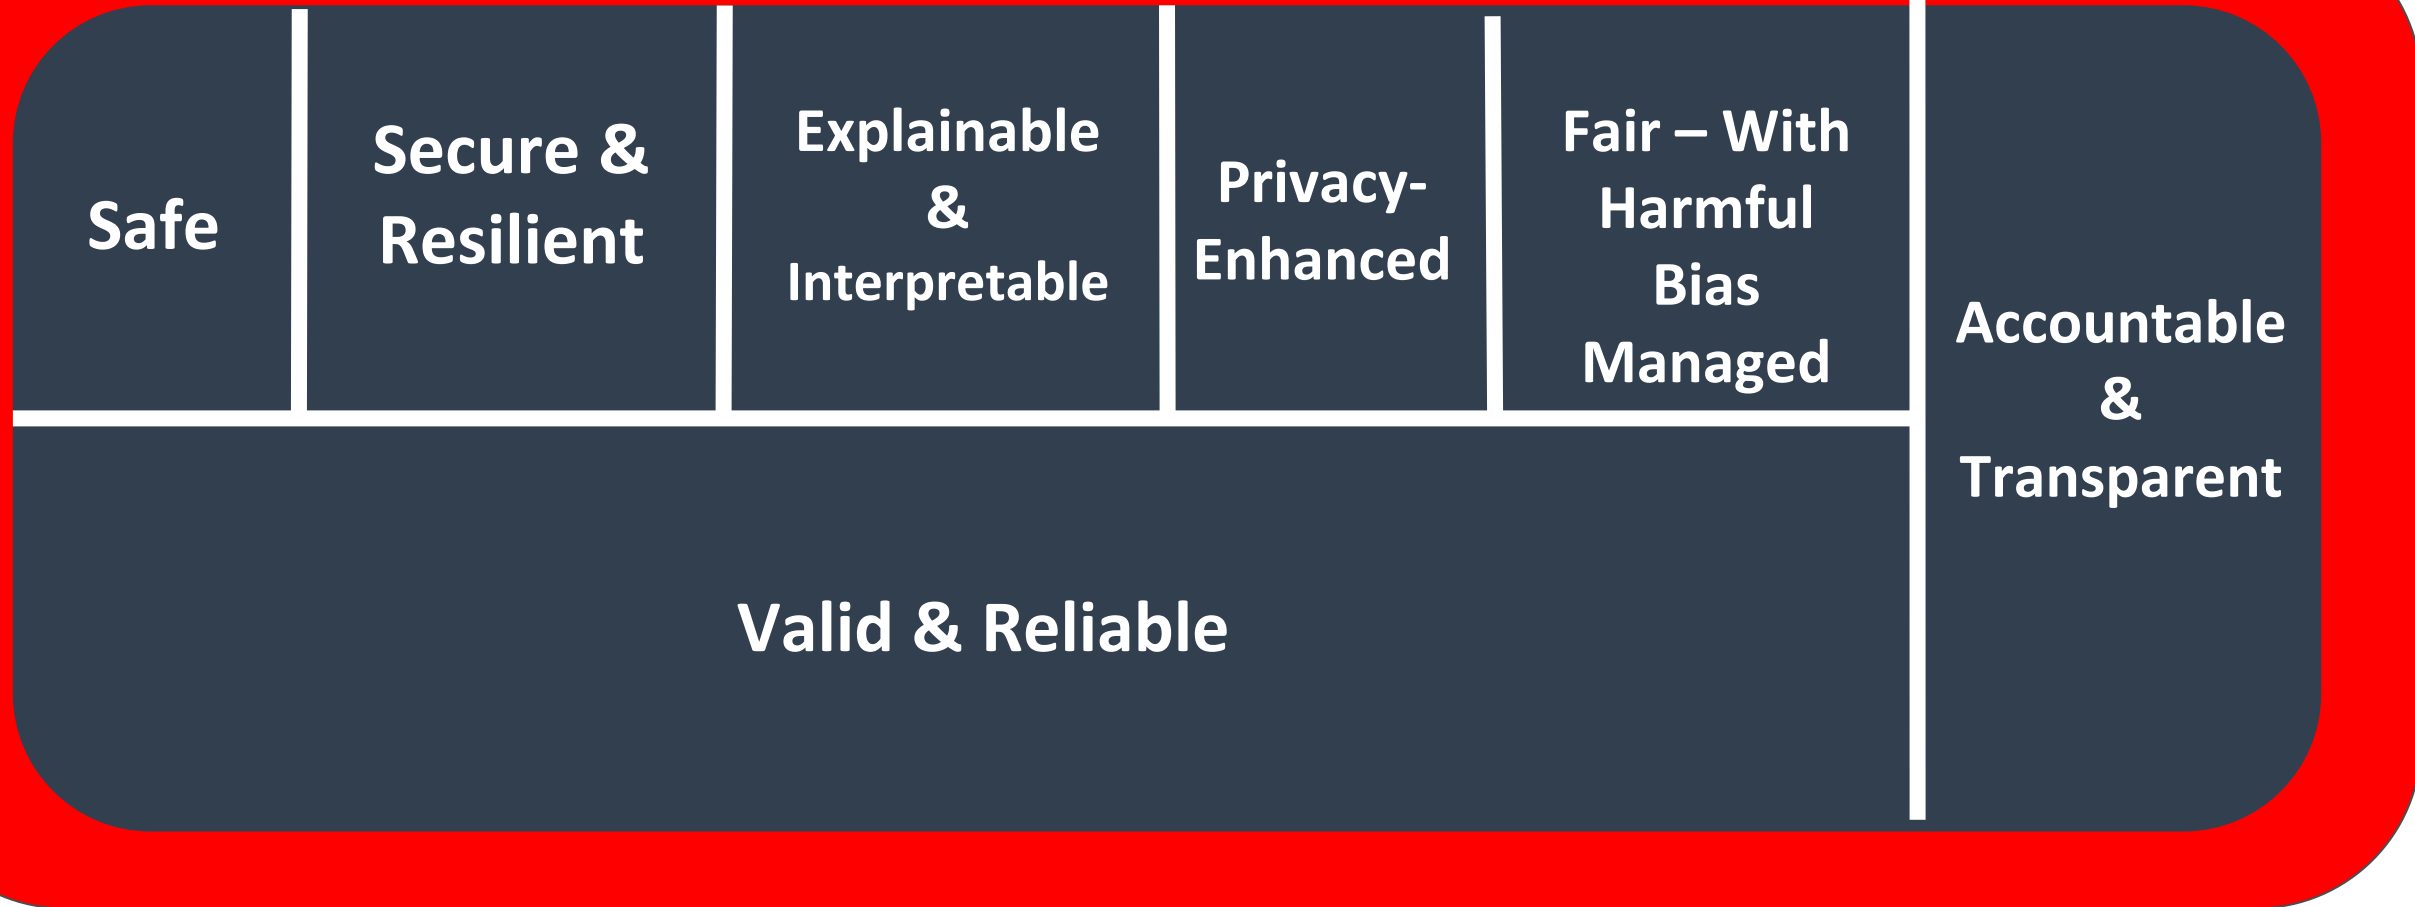 Safe
Secure &
Resilient
Explainable
&
Interpretable
Privacy-
Enhanced
Fair – With
Harmful
Bias
Managed
Accountable
&
Transparent
Valid & Reliable